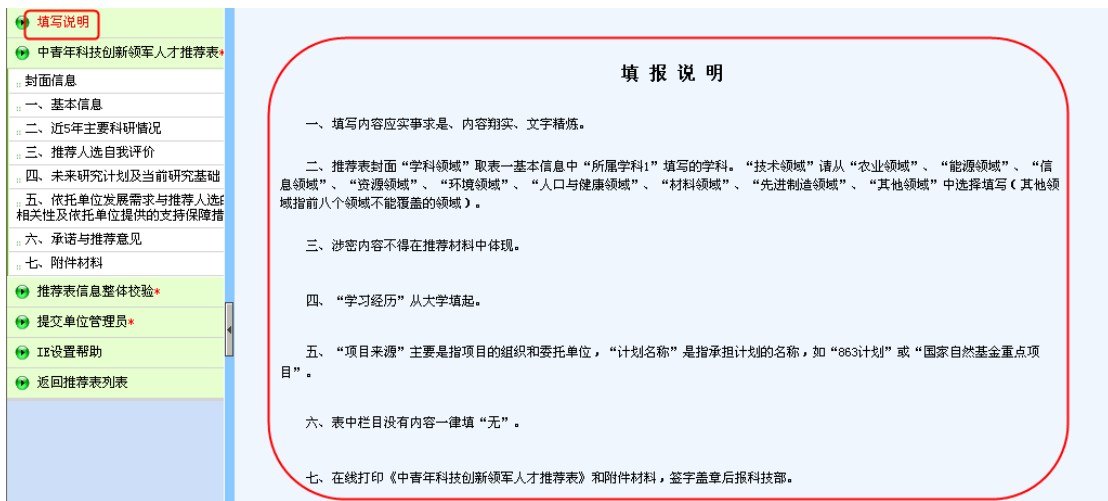 填写说明
中青年科技创新领军人才推荐表*
封面信息
一、基本信息
二、近5年主要科研情况
三、推荐人选自我评价
四、未来研究计划及当前研究基础
五、依托单位发展需求与推荐人选
相关性及依托单位提供的支持保障措
六、承诺与推荐意见
七、附件材料
推荐表信息整体校验*
提交单位管理员*
IE设置帮助
返回推荐表列表
填 报 说 明
一、填写内容应实事求是、内容翔实、文字精炼。
二、推荐表封面“学科领域”取表一基本信息中“所属学科1”填写的学科。“技术领域”请从“农业领域”、“能源领域”、“信
息领域”、“资源领域”、“环境领域”、“人口与健康领域”、“材料领域”、“先进制造领域”、“其他领域”中选择填写(其他领
域指前八个领域不能覆盖的领域)。
三、涉密内容不得在推荐材料中体现。
四、“学习经历”从大学填起。
五、“项目来源”主要是指项目的组织和委托单位,“计划名称”是指承担计划的名称,如“863计划”或“国家自然基金重点项
目”。
六、表中栏目没有内容一律填“无”。
七、在线打印《中青年科技创新领军人才推荐表》和附件材料,签字盖章后报科技部。